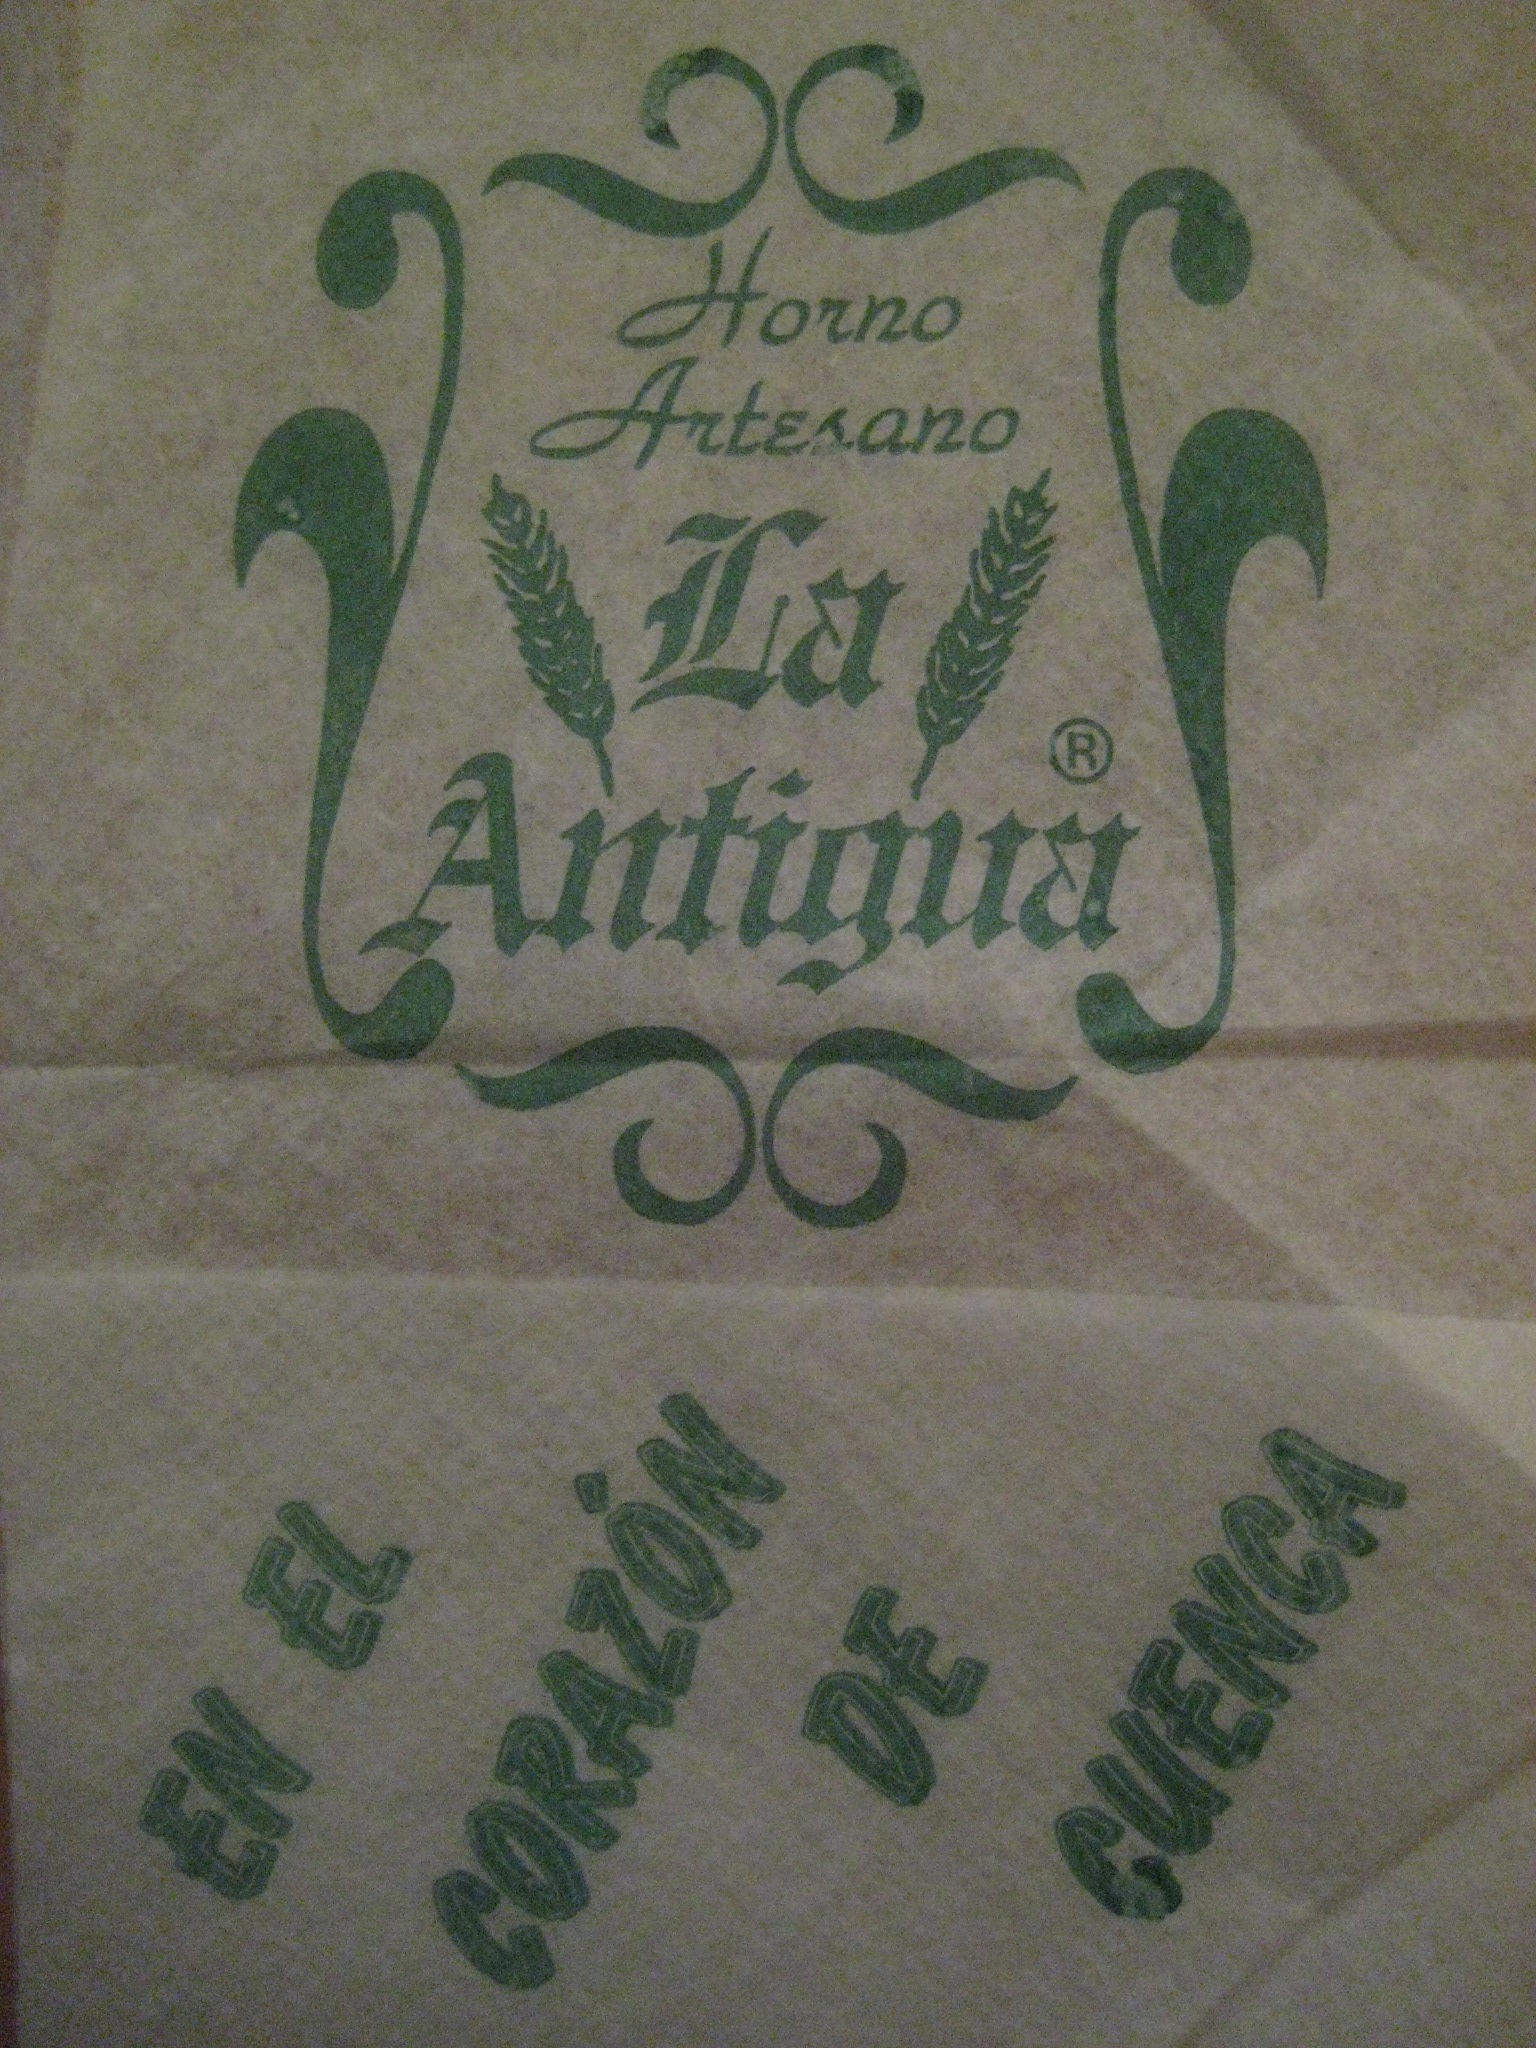 Horno
Artesano
La
Antigua ®
EN EL
CORAZÓN
DE
CUENCA